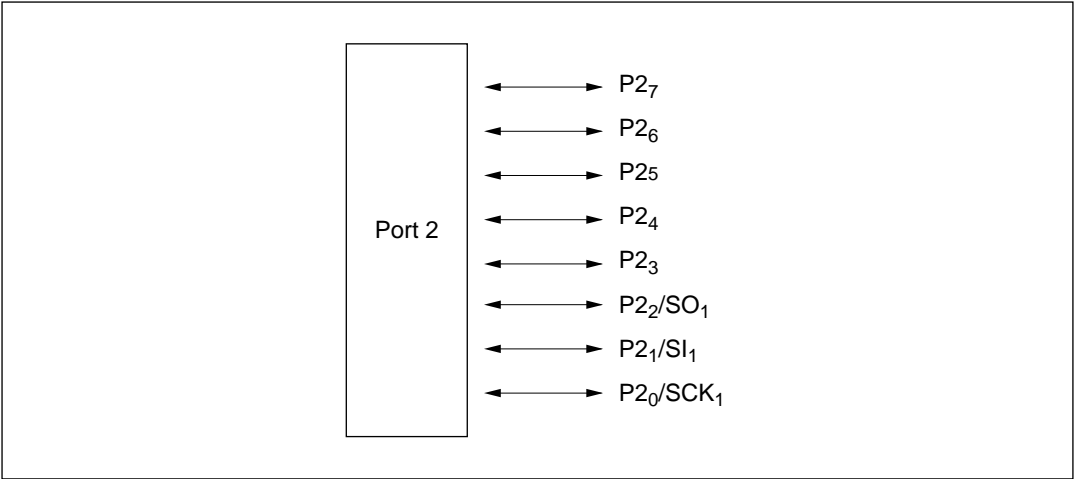 P2₇
P2₆
P25
Port 2
P2₄
P2₃
P2₂/SO₁
P2₁/SI₁
P2₀/SCK₁